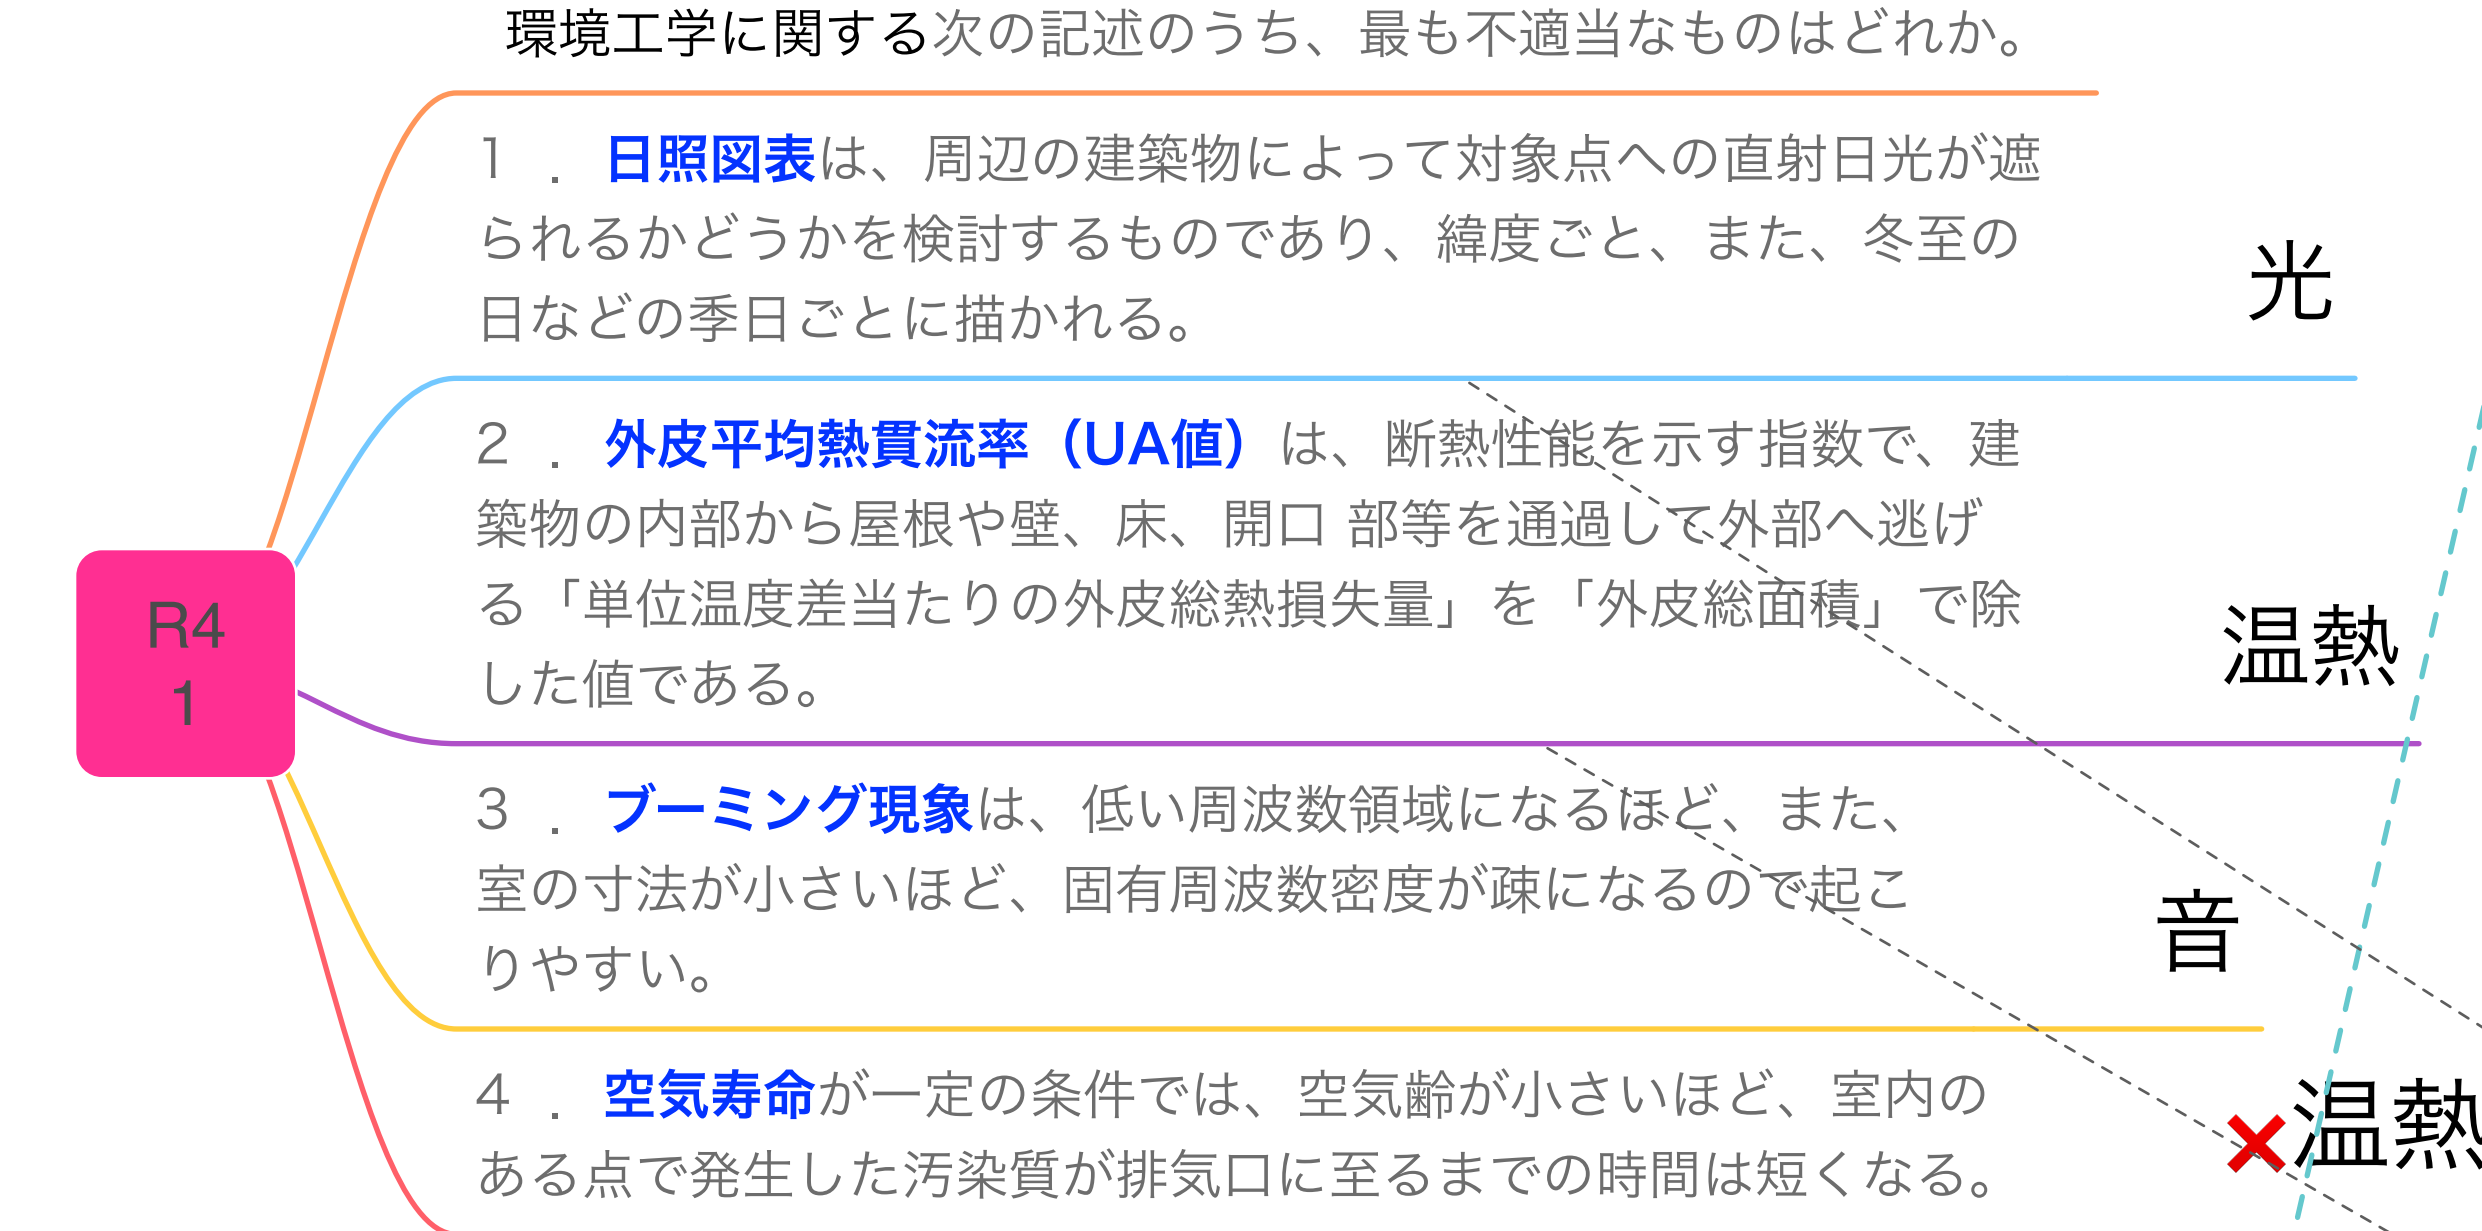 環境工学に関する次の記述のうち、最も不適当なものはどれか。
1 ． 日照図表は、周辺の建築物によって対象点への直射日光が遮
られるかどうかを検討するものであり、緯度ごと、また、冬至の
日などの季日ごとに描かれる。
光
2 ． 外皮平均熱貫流率（UA値）は、断熱性能を示す指数で、建
築物の内部から屋根や壁、床、開口 部等を通過して外部へ逃げ
る「単位温度差当たりの外皮総熱損失量」を「外皮総面積」 で除
した値である。
温熱
R4
1
3 ． ブーミング現象は、低い周波数領域になるほど、また、
室の寸法が小さいほど、固有周波数密度が疎になるので起こ
りやすい。
音
4 ． 空気寿命が一定の条件では、空気齢が小さいほど、室内の
ある点で発生した汚染質が排気口に至るまでの時間は短くなる。
❌温熱